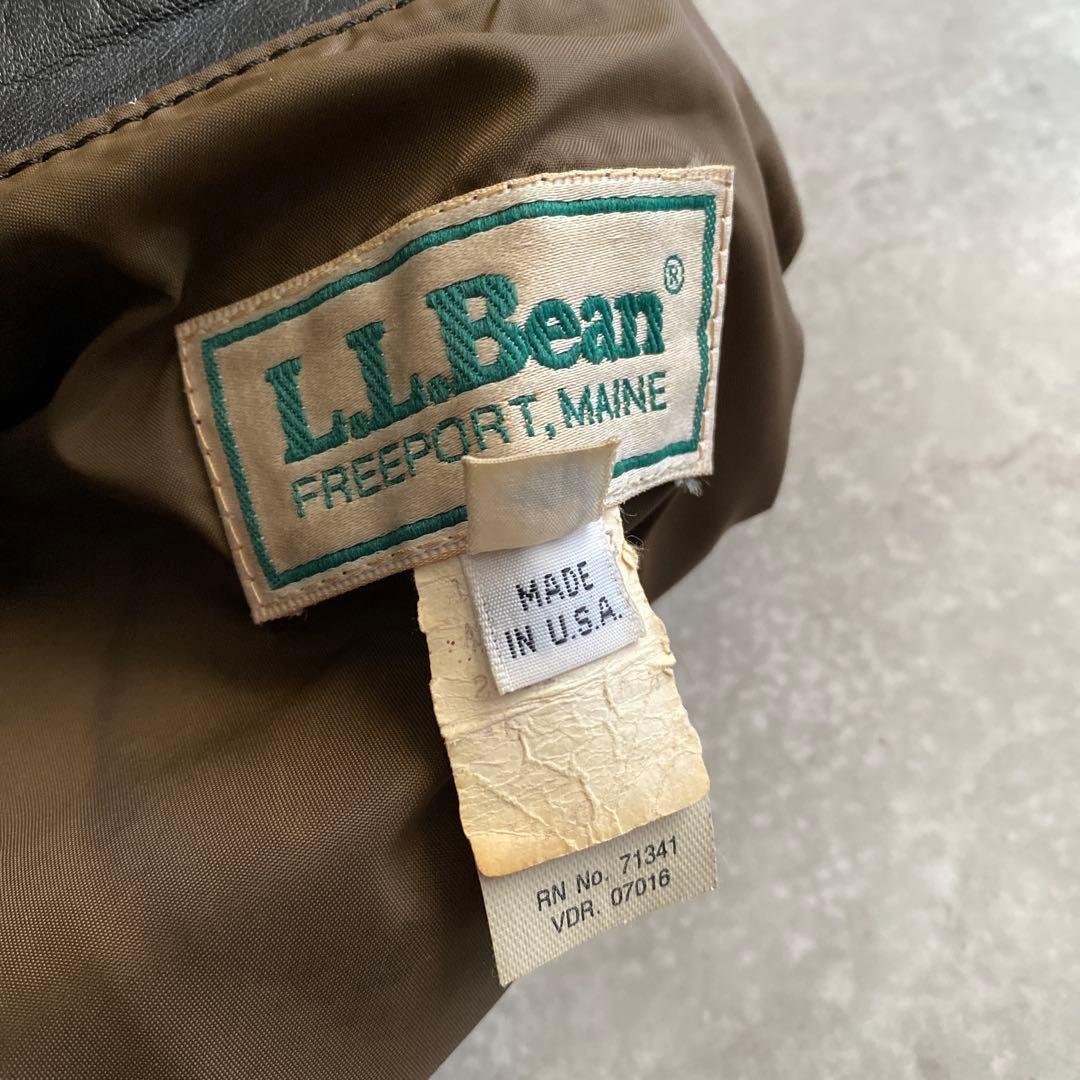 L.L.Bean®
FREEPORT, MAINE
MADE
IN U.S.A.
RN No. 71341
VDR. 07016